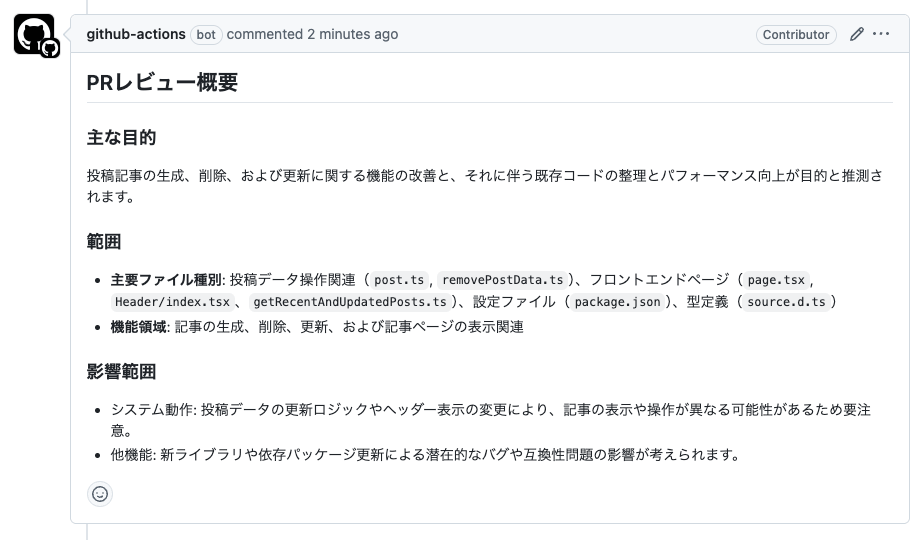 github-actions bot commented 2 minutes ago Contributor
PRレビュー概要
主な目的
投稿記事の生成、削除、および更新に関する機能の改善と、それに伴う既存コードの整理とパフォーマンス向上が目的と推測さ
れます。
範囲
• 主要ファイル種別: 投稿データ操作関連（ post.ts , removePostData.ts ）、フロントエンドページ（ page.tsx ,
Header/index.tsx 、 getRecentAndUpdatedPosts.ts ）、設定ファイル（ package.json ）、型定義（ source.d.ts ）
• 機能領域: 記事の生成、削除、更新、および記事ページの表示関連
影響範囲
• システム動作: 投稿データの更新ロジックやヘッダー表示の変更により、記事の表示や操作が異なる可能性があるため要注
意。
• 他機能: 新ライブラリや依存パッケージ更新による潜在的なバグや互換性問題の影響が考えられます。